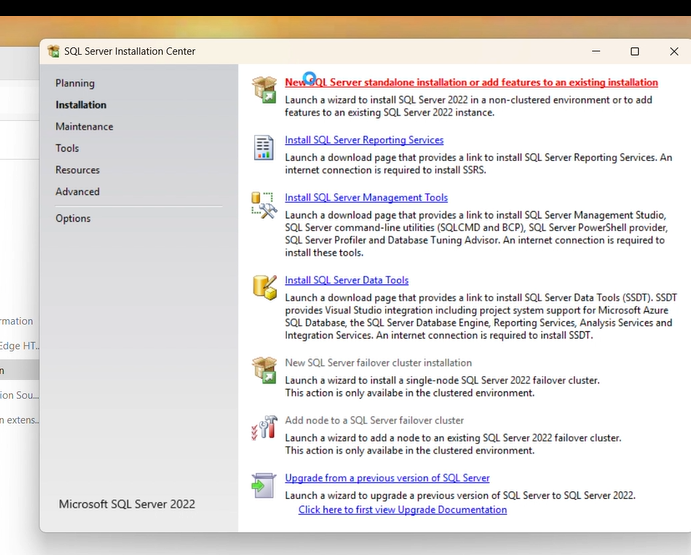 SQL Server Installation Center
Planning
Installation
Maintenance
Tools
Resources
Advanced
Options
Microsoft SQL Server 2022
New SQL Server standalone installation or add features to an existing installation
Launch a wizard to install SQL Server 2022 in a non-clustered environment or to add
features to an existing SQL Server 2022 instance.
Install SQL Server Reporting Services
Launch a download page that provides a link to install SQL Server Reporting Services. An
internet connection is required to install SSRS.
Install SQL Server Management Tools
Launch a download page that provides a link to install SQL Server Management Studio,
SQL Server command-line utilities (SQLCMD and BCP), SQL Server PowerShell provider,
SQL Server Profiler and Database Tuning Advisor. An internet connection is required to
install these tools.
Install SQL Server Data Tools
Launch a download page that provides a link to install SQL Server Data Tools (SSDT). SSDT
provides Visual Studio integration including project system support for Microsoft Azure
SQL Database, the SQL Server Database Engine, Reporting Services, Analysis Services and
Integration Services. An internet connection is required to install SSDT.
New SQL Server failover cluster installation
Launch a wizard to install a single-node SQL Server 2022 failover cluster.
This action is only availabe in the clustered environment.
Add node to a SQL Server failover cluster
Launch a wizard to add a node to an existing SQL Server 2022 failover cluster.
This action is only availabe in the clustered environment.
Upgrade from a previous version of SQL Server
Launch a wizard to upgrade a previous version of SQL Server to SQL Server 2022.
Click here to first view Upgrade Documentation
rmation
Edge HT..
n
ion Sou...
n extens..